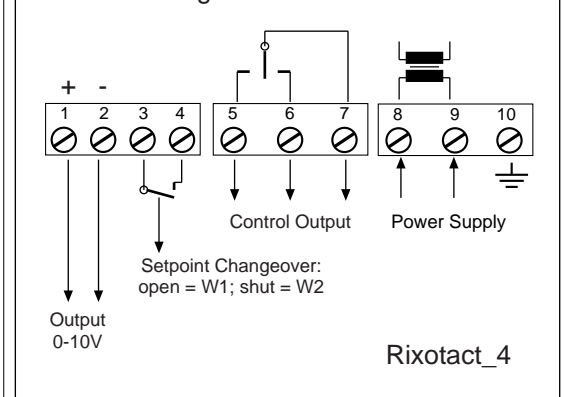 + -
1 2 3 4 5 6 7 8 9 10
Control Output
Power Supply
Setpoint Changeover:
open = W1; shut = W2
Output
0-10V
Rixotact_4